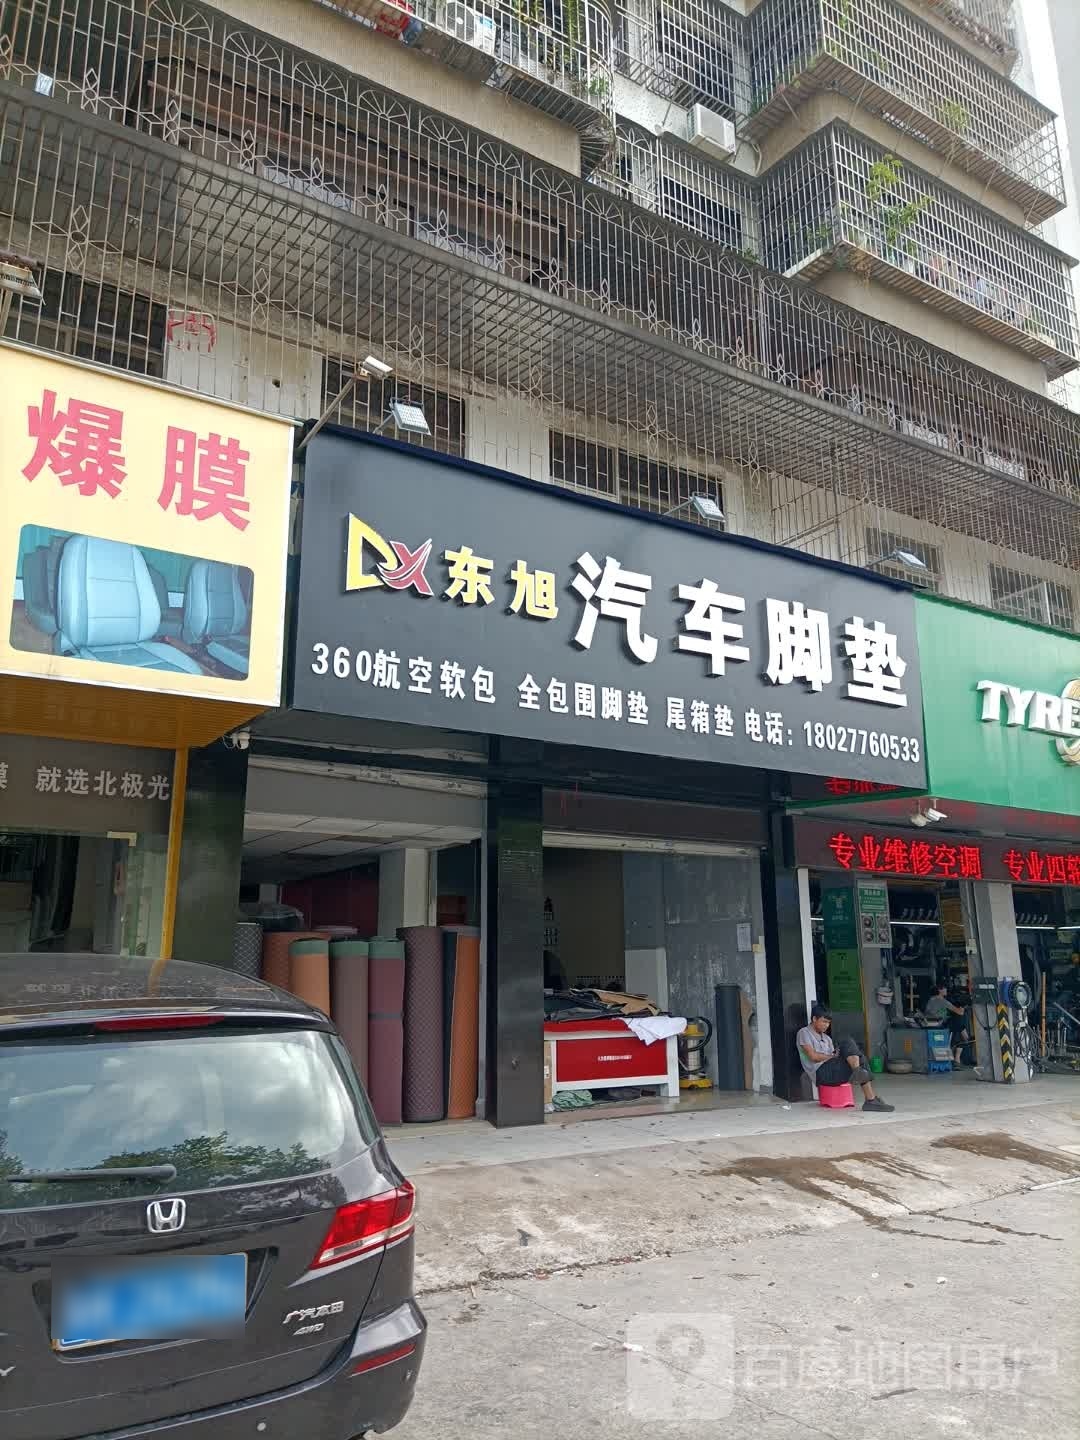 爆膜
DX 东旭 汽车脚垫
360航空软包 全包围脚垫 尾箱垫 电话：18027760533
TYRE
就选北极光
专业维修空调 专业四轮
广汽本田
4WD
百度地图用户